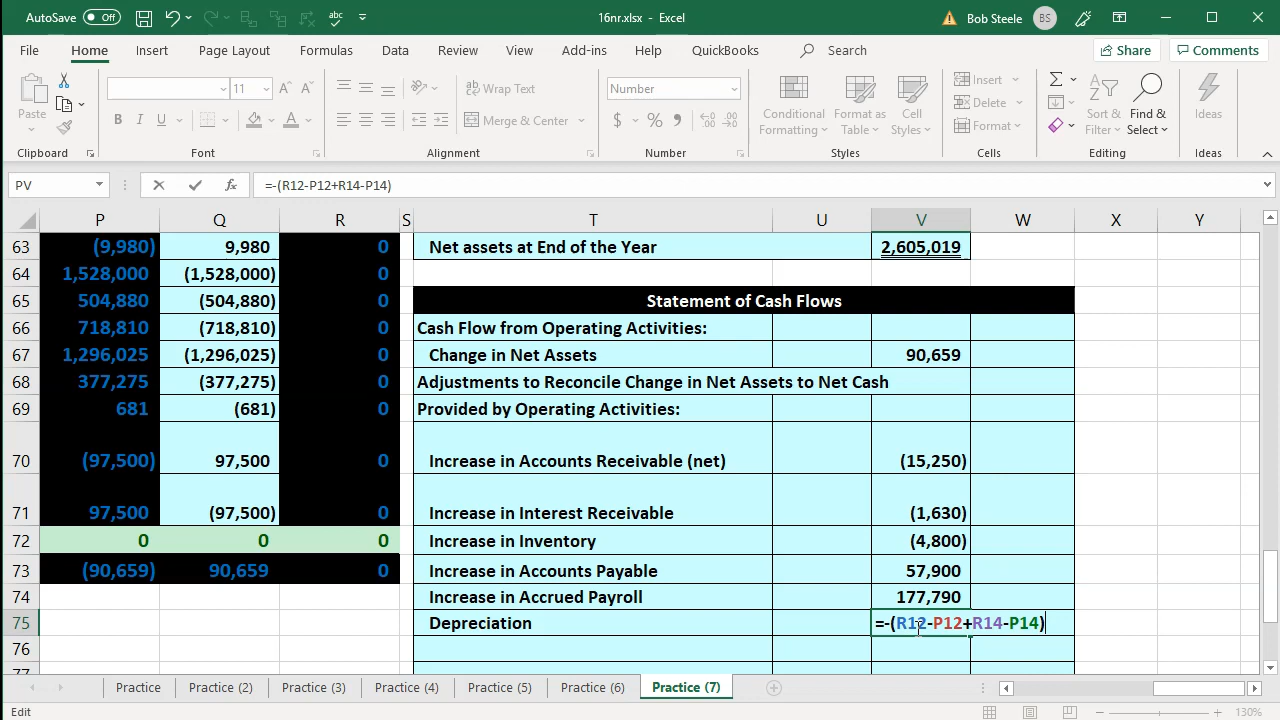 AutoSave Off 16nr.xlsx - Excel Bob Steele BS
File Home Insert Page Layout Formulas Data Review View Add-ins Help QuickBooks Search Share Comments
Paste 11 Wrap Text Number Conditional Formatting Format as Table Cell Styles Insert Sort & Filter Find & Select Ideas
B I U Merge & Center $ % Delete Format
Clipboard Font Alignment Number Styles Cells Editing Ideas
PV =-(R12-P12+R14-P14)
P Q R S T U V W X Y
63 (9,980) 9,980 0 Net assets at End of the Year 2,605,019
64 1,528,000 (1,528,000) 0
65 504,880 (504,880) 0 Statement of Cash Flows
66 718,810 (718,810) 0 Cash Flow from Operating Activities:
67 1,296,025 (1,296,025) 0 Change in Net Assets 90,659
68 377,275 (377,275) 0 Adjustments to Reconcile Change in Net Assets to Net Cash
69 681 (681) 0 Provided by Operating Activities:
70 (97,500) 97,500 0 Increase in Accounts Receivable (net) (15,250)
71 97,500 (97,500) 0 Increase in Interest Receivable (1,630)
72 0 0 0 Increase in Inventory (4,800)
73 (90,659) 90,659 0 Increase in Accounts Payable 57,900
74 Increase in Accrued Payroll 177,790
75 Depreciation =-(R12-P12+R14-P14)
76
77
Practice Practice (2) Practice (3) Practice (4) Practice (5) Practice (6) Practice (7)
Edit 130%